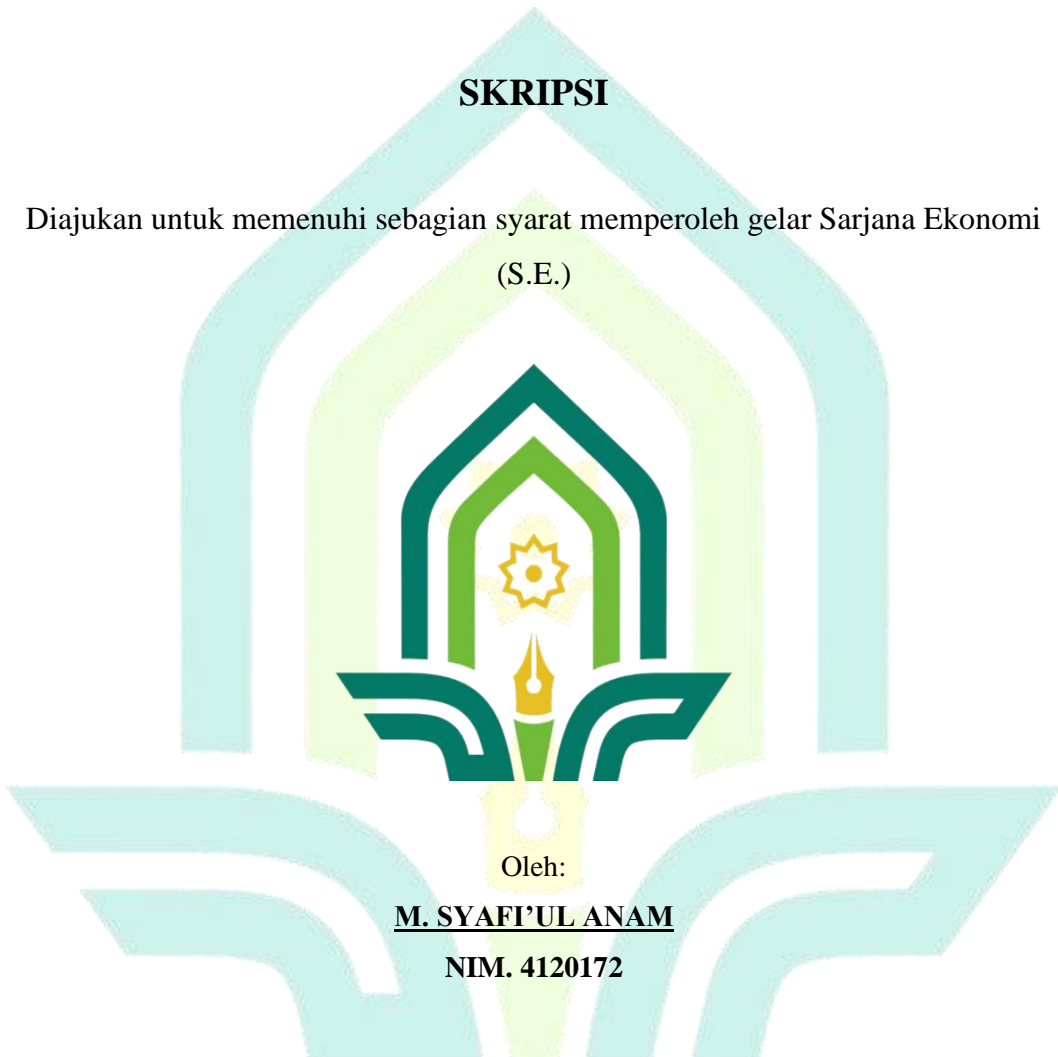 SKRIPSI
Diajukan untuk memenuhi sebagian syarat memperoleh gelar Sarjana Ekonomi
(S.E.)
Oleh:
M. SYAFI’UL ANAM
NIM. 4120172